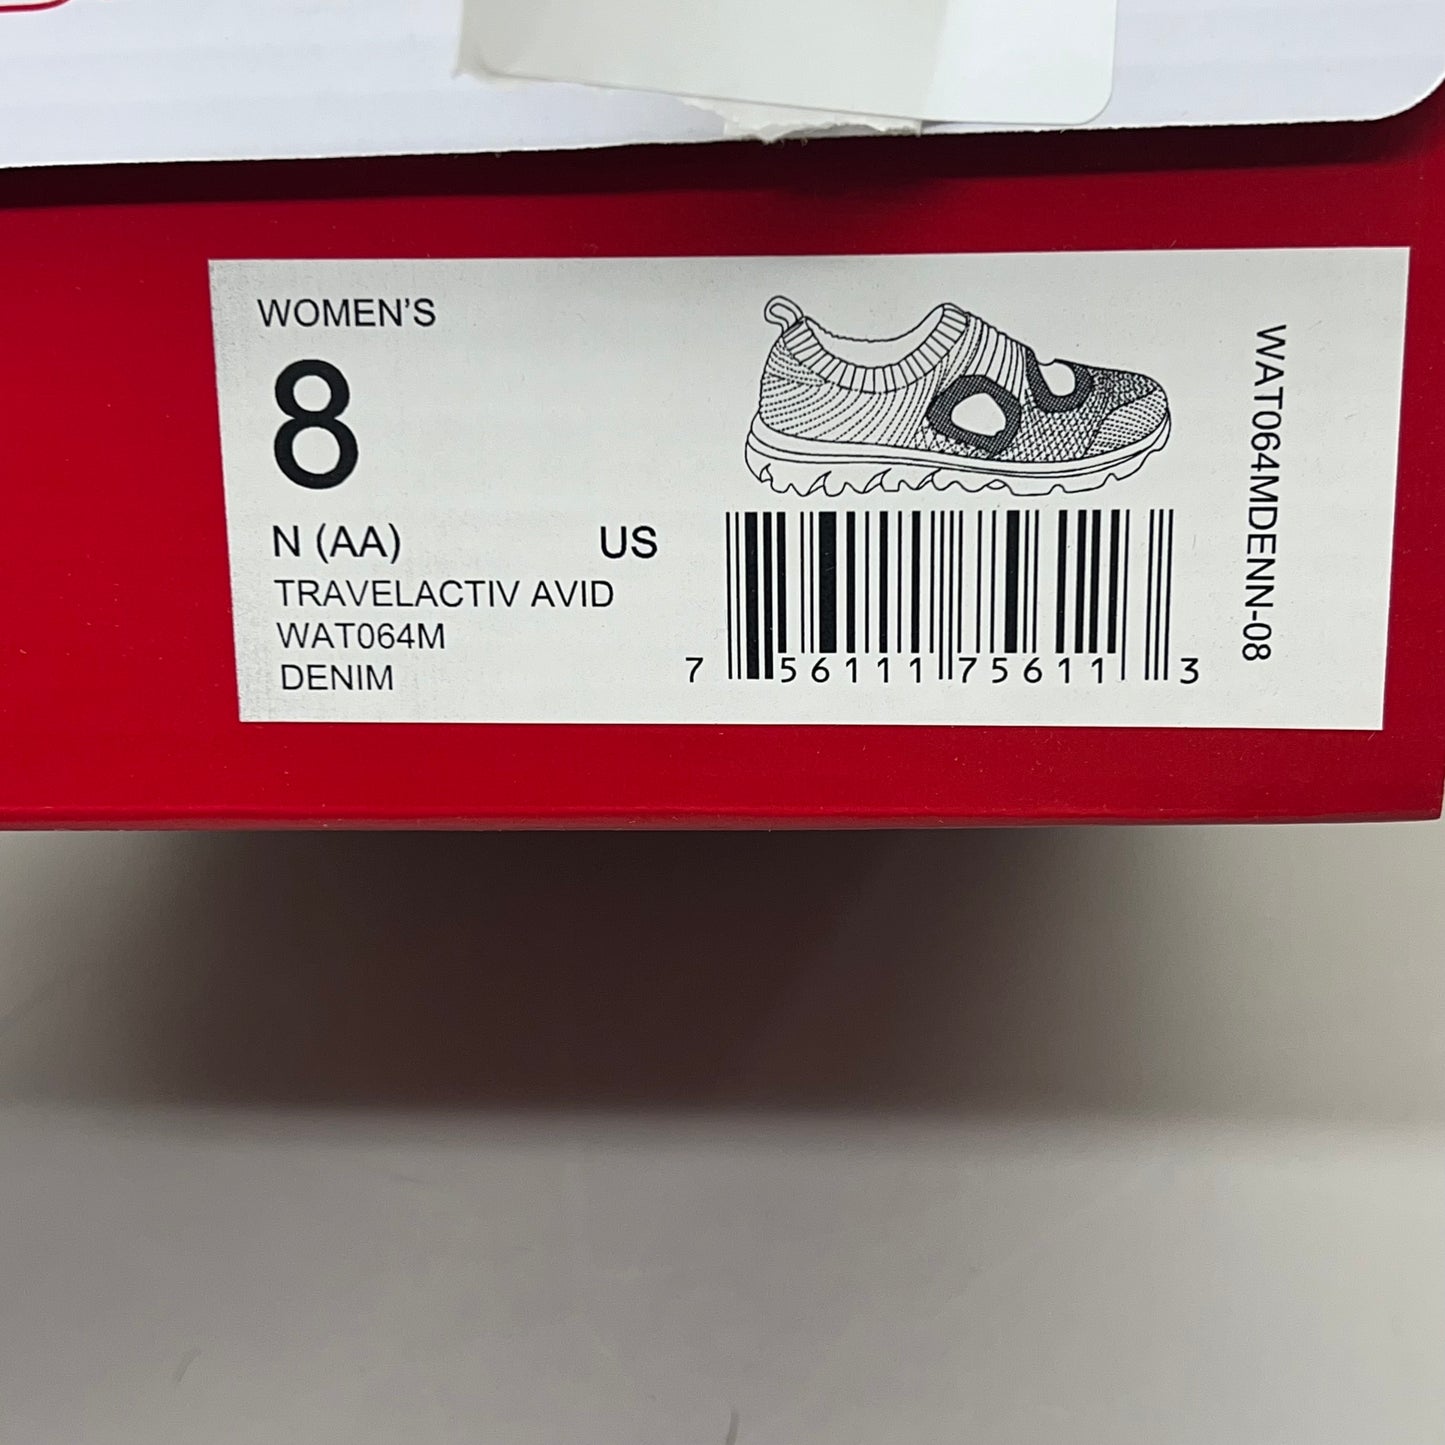 WOMEN'S
8
N (AA) US
TRAVELACTIV AVID
WAT064M
DENIM
7 56111 75611 3
WAT064MDENN-08